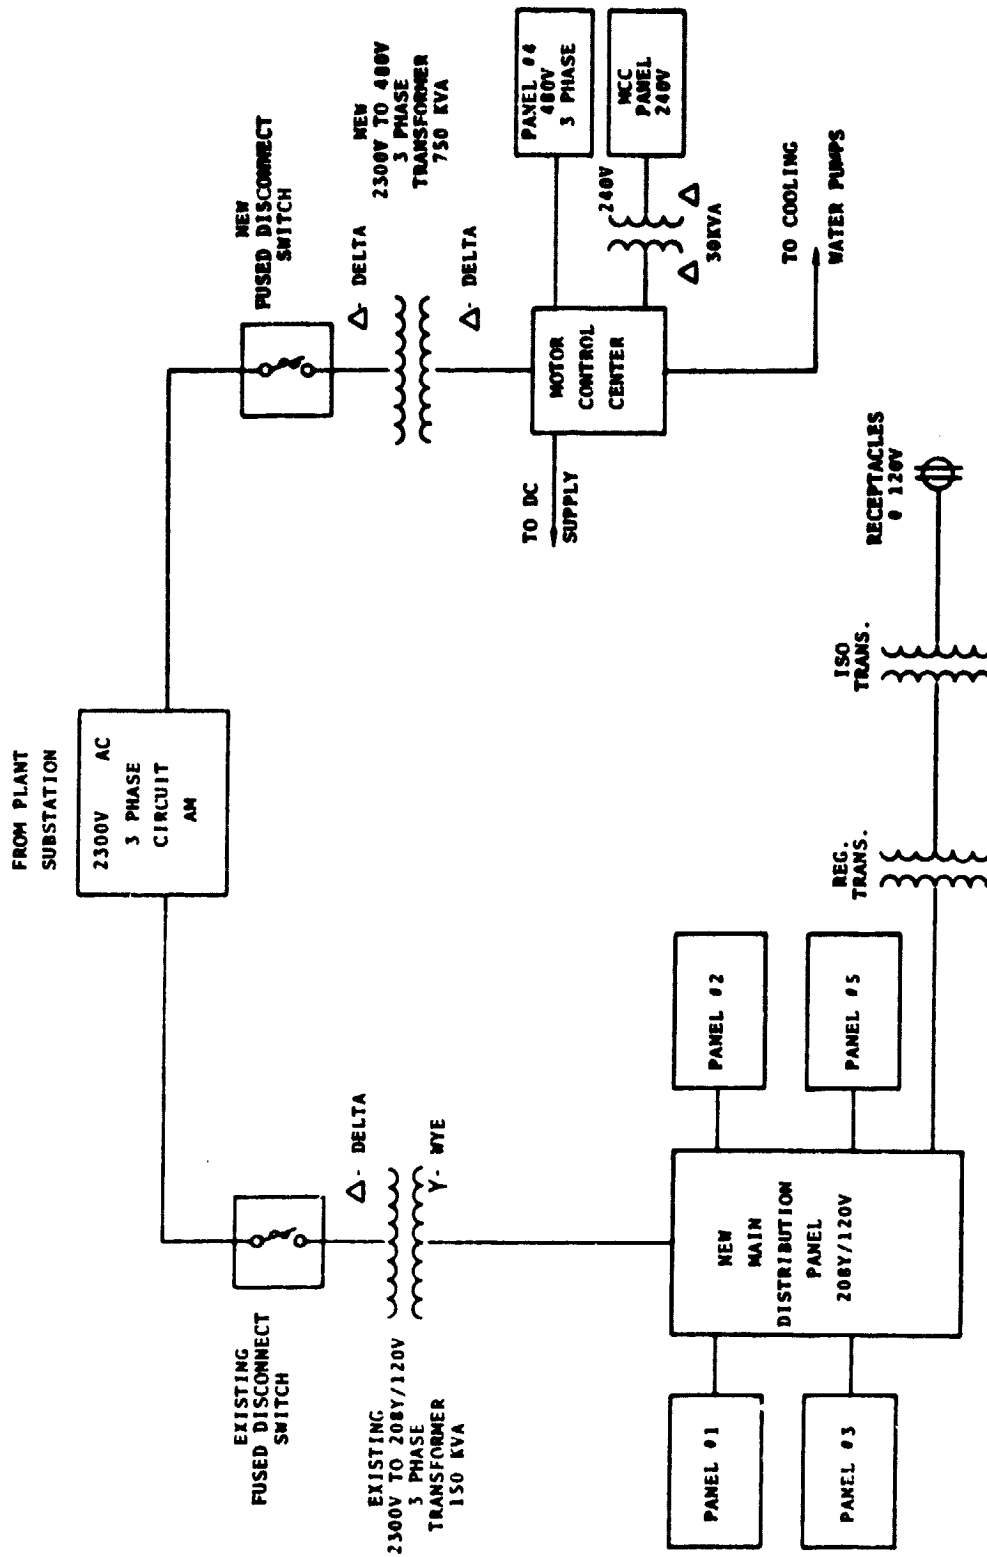 FROM PLANT
SUBSTATION
2300V AC
3 PHASE
CIRCUIT
AM
EXISTING
FUSED DISCONNECT
SWITCH
NEW
FUSED DISCONNECT
SWITCH
Δ- DELTA
EXISTING
2300V TO 208Y/120V
3 PHASE
TRANSFORMER
150 KVA
Y- WYE
Δ- DELTA
NEW
2300V TO 480V
3 PHASE
TRANSFORMER
750 KVA
Δ- DELTA
TO DC
SUPPLY
MOTOR
CONTROL
CENTER
PANEL #4
480V
3 PHASE
240V
MCC
PANEL
240V
Δ Δ
30KVA
TO COOLING
WATER PUMPS
PANEL #1
PANEL #3
NEW
MAIN
DISTRIBUTION
PANEL
208Y/120V
PANEL #2
PANEL #5
REG.
TRANS.
ISO
TRANS.
RECEPTACLES
@ 120V